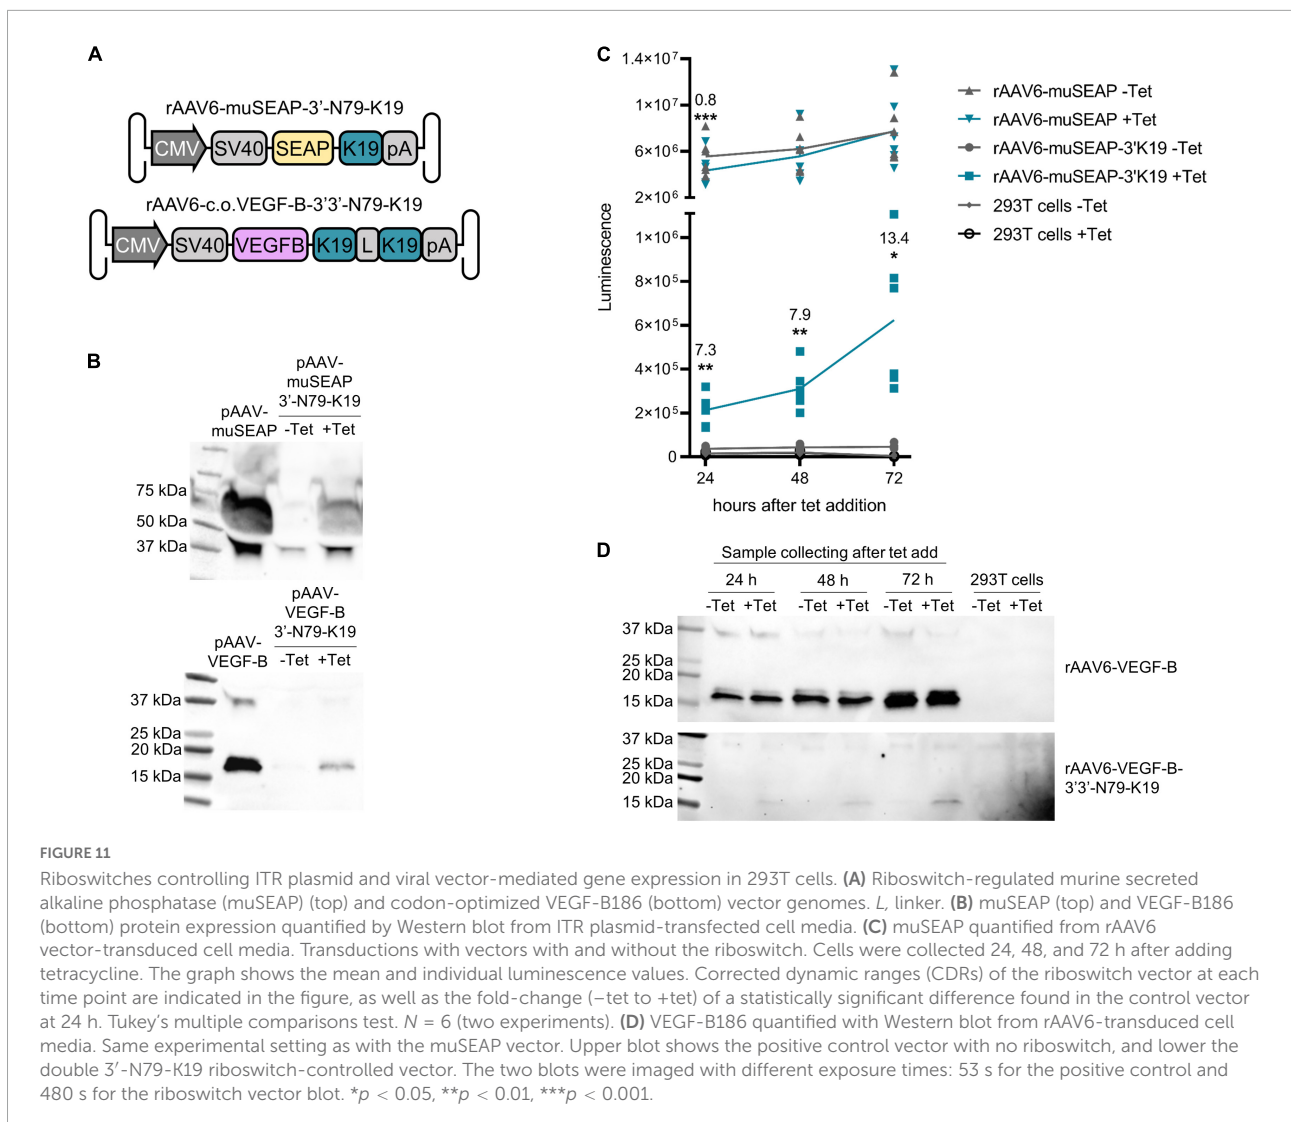 A
rAAV6-muSEAP-3'-N79-K19
CMV SV40 SEAP K19 pA
rAAV6-c.o.VEGF-B-3'3'-N79-K19
CMV SV40 VEGFB K19 L K19 pA
B
pAAV-
muSEAP
pAAV-
muSEAP
3'-N79-K19
-Tet +Tet
75 kDa
50 kDa
37 kDa
pAAV-
VEGF-B
pAAV-
VEGF-B
3'-N79-K19
-Tet +Tet
37 kDa
25 kDa
20 kDa
15 kDa
C
Luminescence
1.4×10⁷
1×10⁷
6×10⁶
2×10⁶
1×10⁶
8×10⁵
6×10⁵
4×10⁵
2×10⁵
0
0.8
***
7.3
**
7.9
**
13.4
*
24 48 72
hours after tet addition
rAAV6-muSEAP -Tet
rAAV6-muSEAP +Tet
rAAV6-muSEAP-3'K19 -Tet
rAAV6-muSEAP-3'K19 +Tet
293T cells -Tet
293T cells +Tet
D
Sample collecting after tet add
24 h 48 h 72 h 293T cells
-Tet +Tet -Tet +Tet -Tet +Tet -Tet +Tet
37 kDa
25 kDa
20 kDa
15 kDa
rAAV6-VEGF-B
37 kDa
25 kDa
20 kDa
15 kDa
rAAV6-VEGF-B-
3'3'-N79-K19
FIGURE 11
Riboswitches controlling ITR plasmid and viral vector-mediated gene expression in 293T cells. (A) Riboswitch-regulated murine secreted
alkaline phosphatase (muSEAP) (top) and codon-optimized VEGF-B186 (bottom) vector genomes. L, linker. (B) muSEAP (top) and VEGF-B186
(bottom) protein expression quantified by Western blot from ITR plasmid-transfected cell media. (C) muSEAP quantified from rAAV6
vector-transduced cell media. Transductions with vectors with and without the riboswitch. Cells were collected 24, 48, and 72 h after adding
tetracycline. The graph shows the mean and individual luminescence values. Corrected dynamic ranges (CDRs) of the riboswitch vector at each
time point are indicated in the figure, as well as the fold-change (−tet to +tet) of a statistically significant difference found in the control vector
at 24 h. Tukey's multiple comparisons test. N = 6 (two experiments). (D) VEGF-B186 quantified with Western blot from rAAV6-transduced cell
media. Same experimental setting as with the muSEAP vector. Upper blot shows the positive control vector with no riboswitch, and lower the
double 3′-N79-K19 riboswitch-controlled vector. The two blots were imaged with different exposure times: 53 s for the positive control and
480 s for the riboswitch vector blot. *p < 0.05, **p < 0.01, ***p < 0.001.